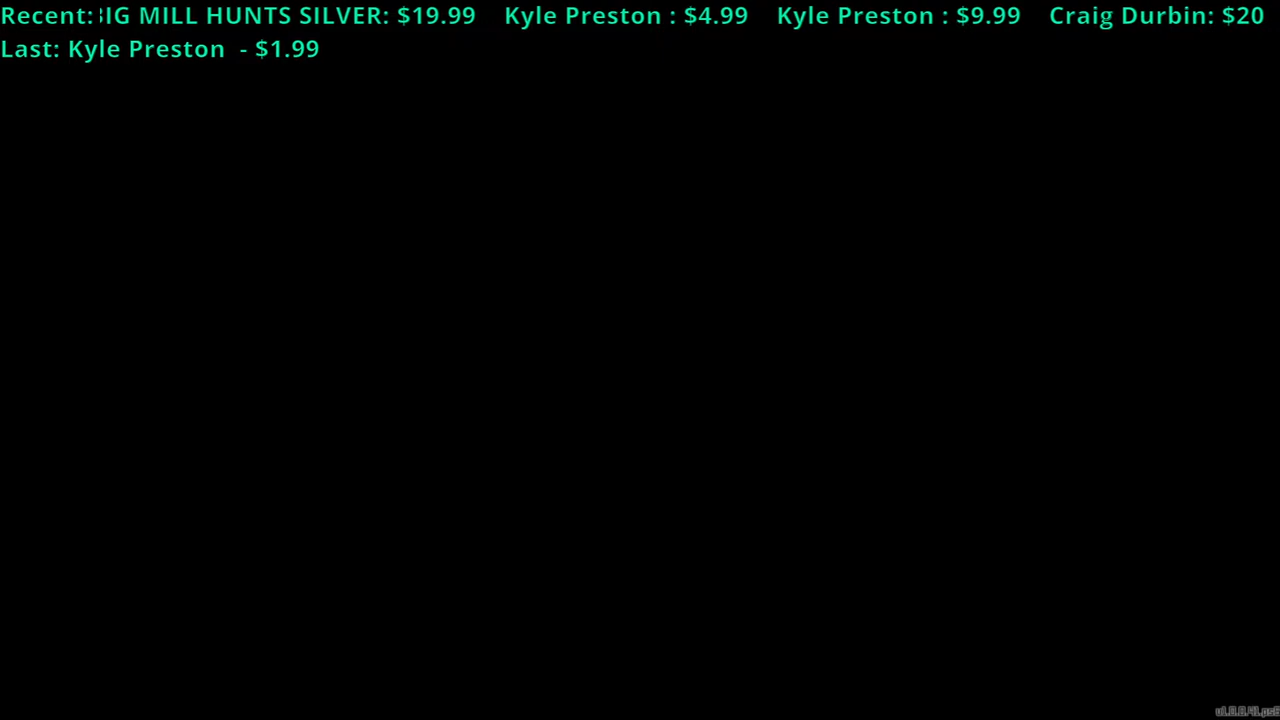 Recent: IG MILL HUNTS SILVER: $19.99 Kyle Preston : $4.99 Kyle Preston : $9.99 Craig Durbin: $20
Last: Kyle Preston - $1.99